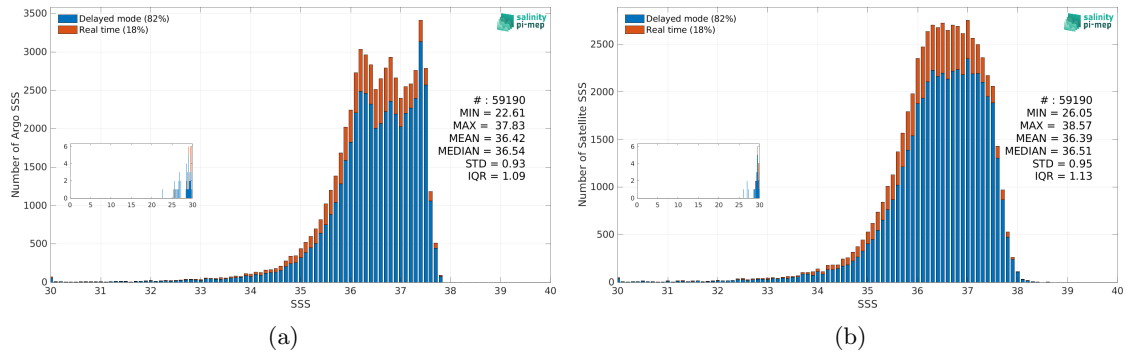 Delayed mode (82%)
Real time (18%)
salinity
pi-mep
3500
3000
2500
2000
1500
1000
500
0
Number of Argo SSS
# : 59190
MIN = 22.61
MAX = 37.83
MEAN = 36.42
MEDIAN = 36.54
STD = 0.93
IQR = 1.09
6
4
2
0
0 5 10 15 20 25 30
30 31 32 33 34 35 36 37 38 39 40
SSS
(a)
Delayed mode (82%)
Real time (18%)
salinity
pi-mep
2500
2000
1500
1000
500
0
Number of Satellite SSS
# : 59190
MIN = 26.05
MAX = 38.57
MEAN = 36.39
MEDIAN = 36.51
STD = 0.95
IQR = 1.13
6
4
2
0
0 5 10 15 20 25 30
30 31 32 33 34 35 36 37 38 39 40
SSS
(b)